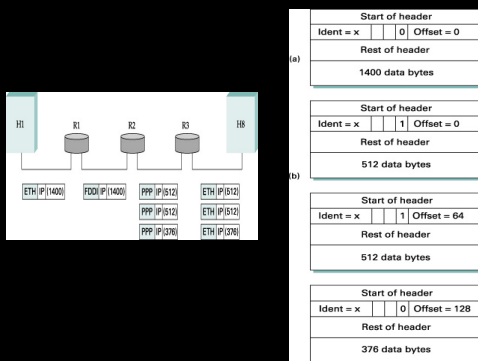 H1 R1 R2 R3 H8
ETH IP (1400) FDDI IP (1400) PPP IP (512) ETH IP (512)
PPP IP (512) ETH IP (512)
PPP IP (376) ETH IP (376)
(a)
Start of header
Ident = x 0 Offset = 0
Rest of header
1400 data bytes
(b)
Start of header
Ident = x 1 Offset = 0
Rest of header
512 data bytes
Start of header
Ident = x 1 Offset = 64
Rest of header
512 data bytes
Start of header
Ident = x 0 Offset = 128
Rest of header
376 data bytes